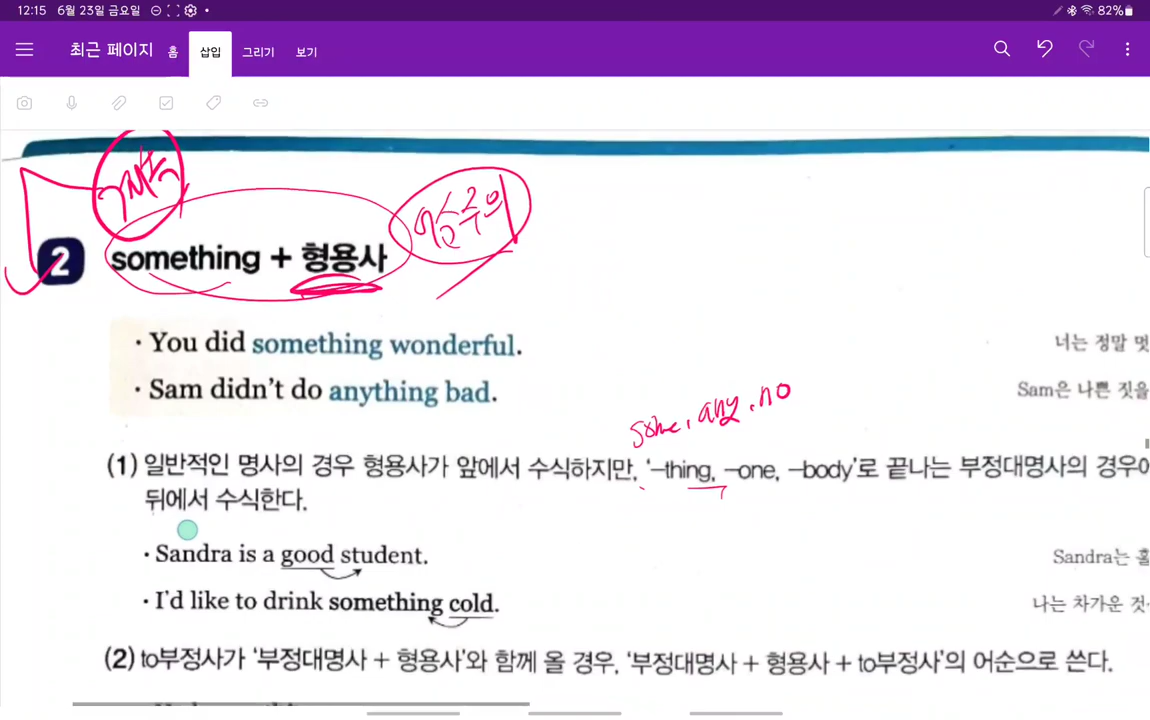 12:15 6월 23일 금요일 82%
최근 페이지 홈 삽입 그리기 보기
어순주의
2 something + 형용사
· You did something wonderful. 너는 정말 멋
· Sam didn't do anything bad. Sam은 나쁜 짓을
some, any, no
(1) 일반적인 명사의 경우 형용사가 앞에서 수식하지만, '–thing, –one, –body'로 끝나는 부정대명사의 경우에
뒤에서 수식한다.
· Sandra is a good student. Sandra는 훌
· I'd like to drink something cold. 나는 차가운 것
(2) to부정사가 '부정대명사 + 형용사'와 함께 올 경우, '부정대명사 + 형용사 + to부정사'의 어순으로 쓴다.